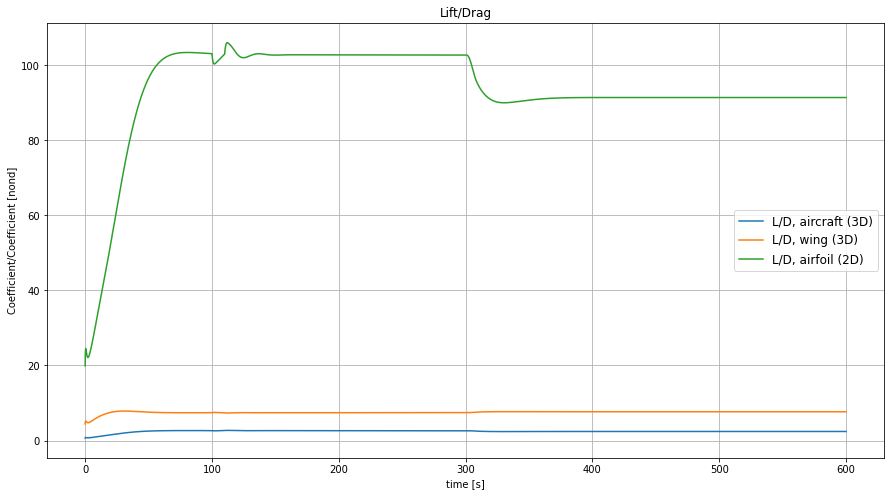 Lift/Drag
Coefficient/Coefficient [nond]
100
80
60
40
20
0
L/D, aircraft (3D)
L/D, wing (3D)
L/D, airfoil (2D)
0 100 200 300 400 500 600
time [s]